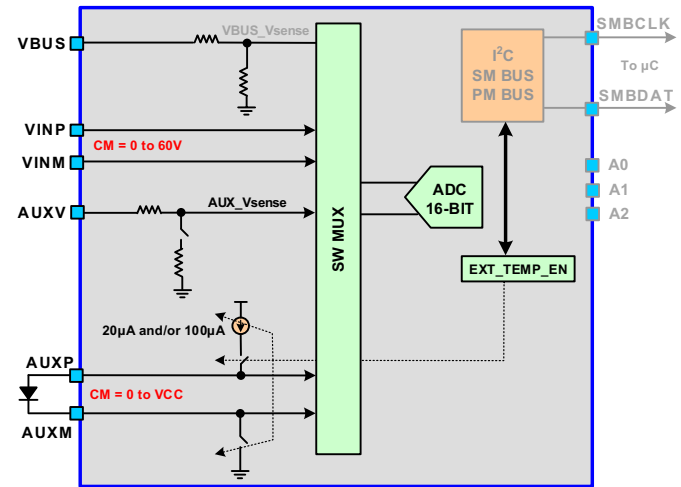 VBUS
VBUS_Vsense
SMBCLK
I²C
SM BUS
PM BUS
To µC
SMBDAT
VINP
CM = 0 to 60V
VINM
A0
A1
A2
ADC
16-BIT
AUXV
AUX_Vsense
SW MUX
EXT_TEMP_EN
20µA and/or 100µA
AUXP
CM = 0 to VCC
AUXM